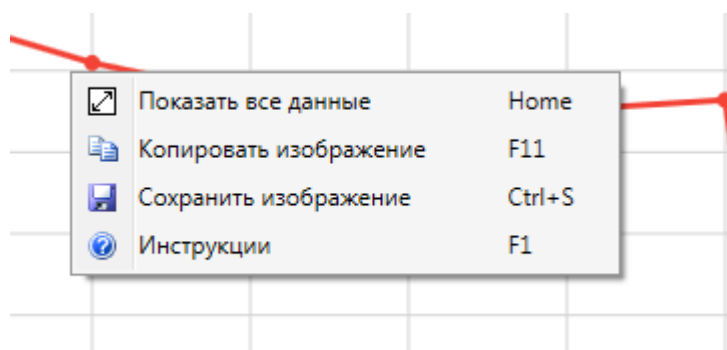 Показать все данные Home
Копировать изображение F11
Сохранить изображение Ctrl+S
Инструкции F1